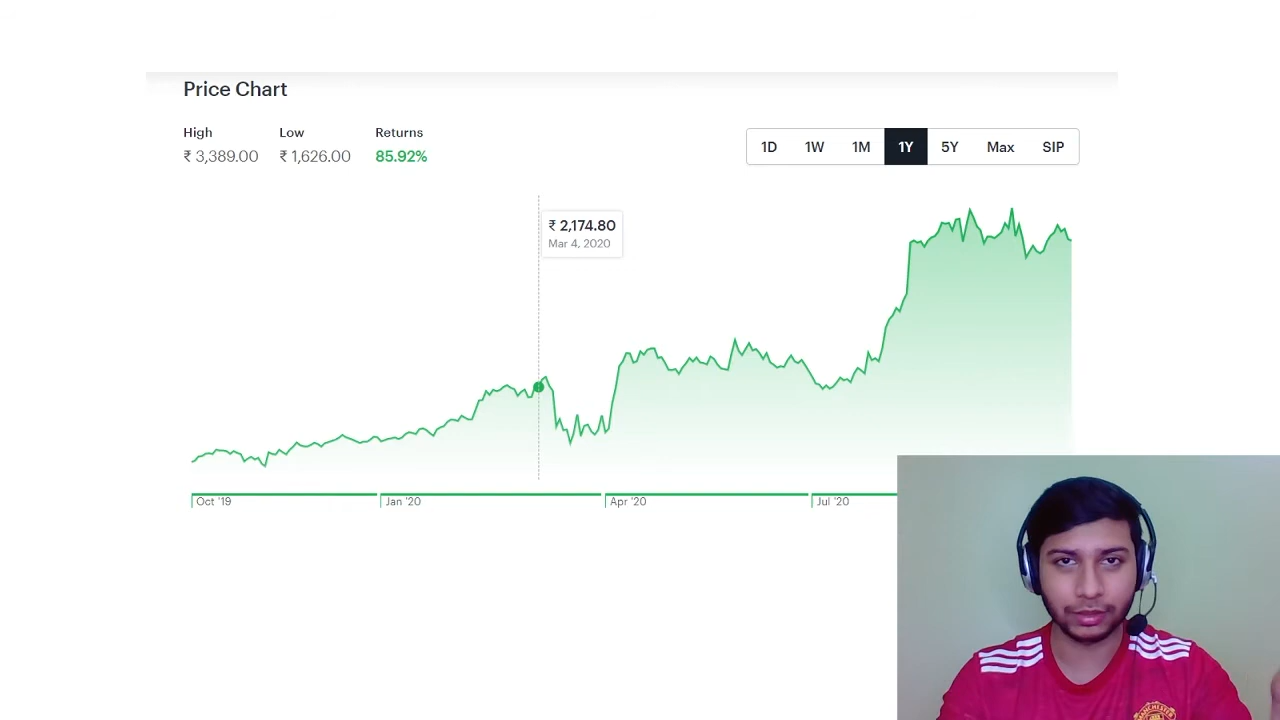 Price Chart
High Low Returns
₹ 3,389.00 ₹ 1,626.00 85.92%
1D 1W 1M 1Y 5Y Max SIP
₹ 2,174.80
Mar 4, 2020
Oct '19 Jan '20 Apr '20 Jul '20
MANCHESTER